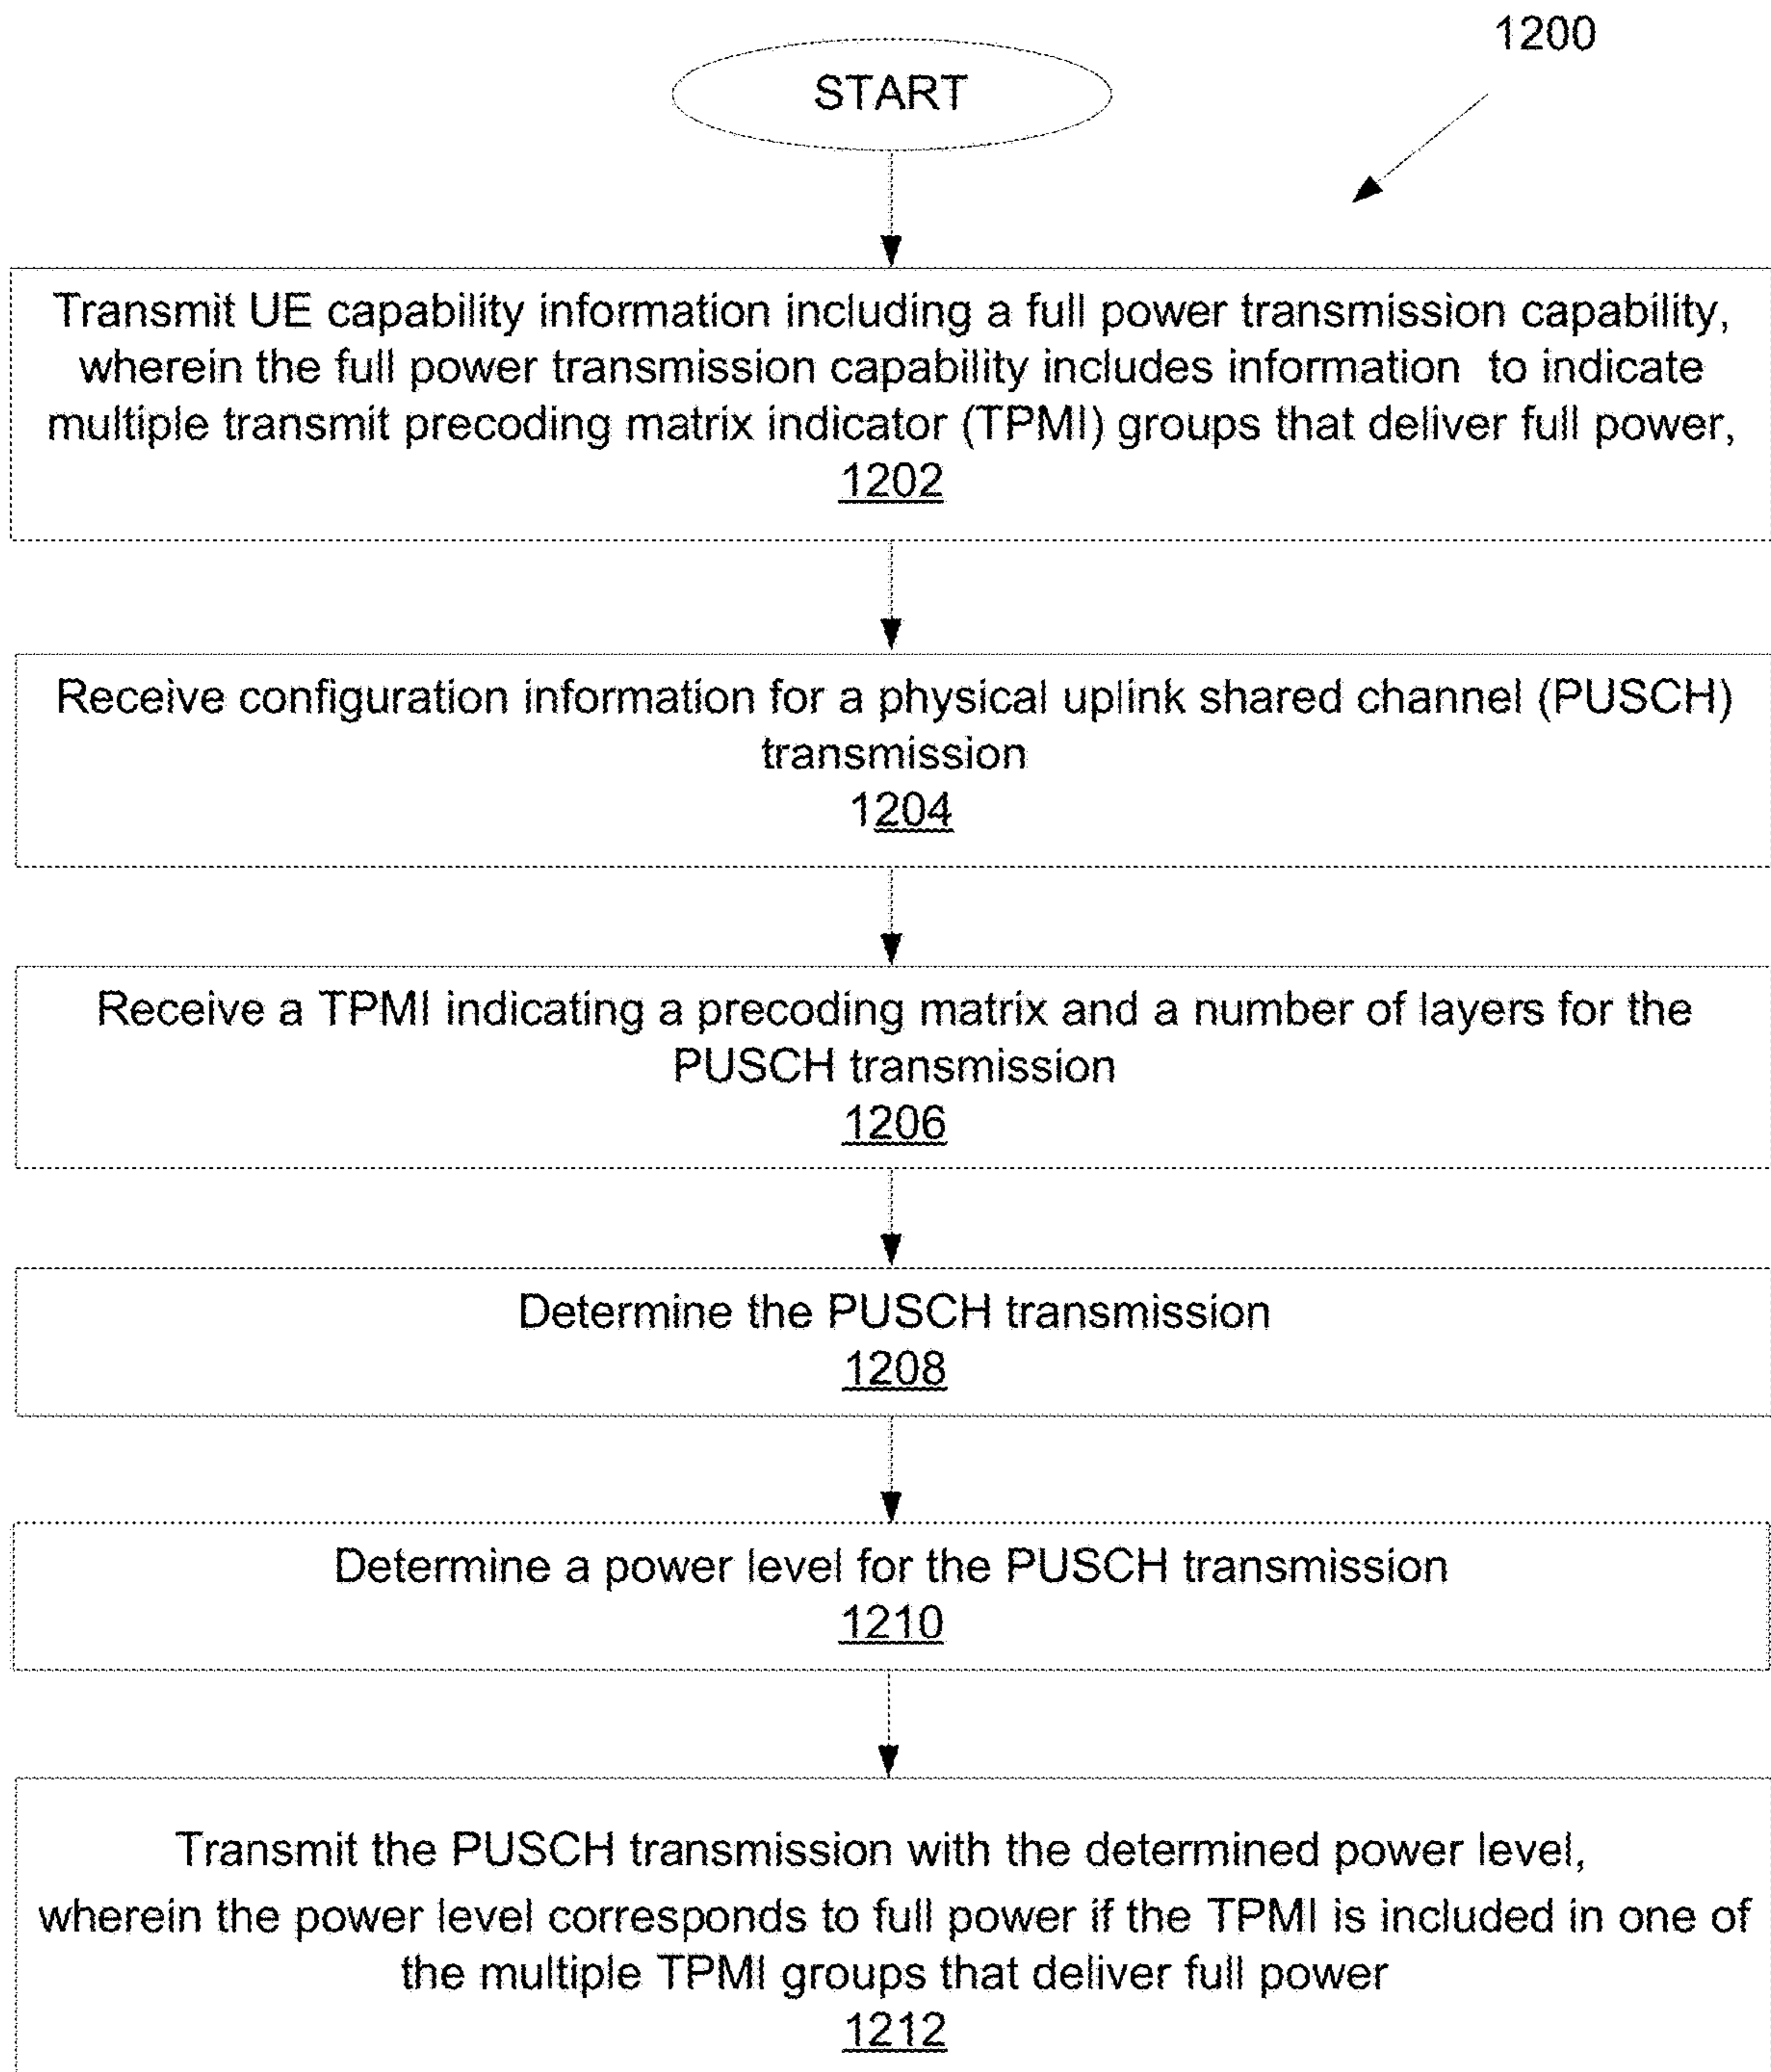 1200
START
Transmit UE capability information including a full power transmission capability,
wherein the full power transmission capability includes information to indicate
multiple transmit precoding matrix indicator (TPMI) groups that deliver full power,
1202
Receive configuration information for a physical uplink shared channel (PUSCH)
transmission
1204
Receive a TPMI indicating a precoding matrix and a number of layers for the
PUSCH transmission
1206
Determine the PUSCH transmission
1208
Determine a power level for the PUSCH transmission
1210
Transmit the PUSCH transmission with the determined power level,
wherein the power level corresponds to full power if the TPMI is included in one of
the multiple TPMI groups that deliver full power
1212